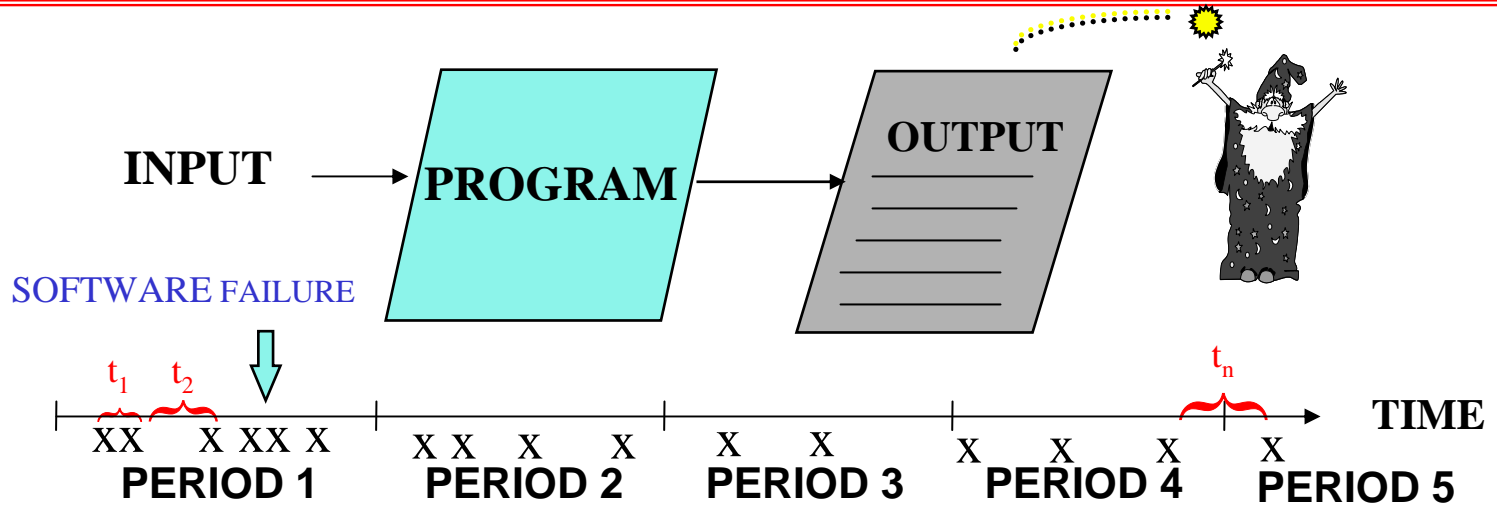 INPUT
PROGRAM
OUTPUT
SOFTWARE FAILURE
t1 t2 tn
TIME
XX X XX X X X X X X X X X X X
PERIOD 1 PERIOD 2 PERIOD 3 PERIOD 4 PERIOD 5